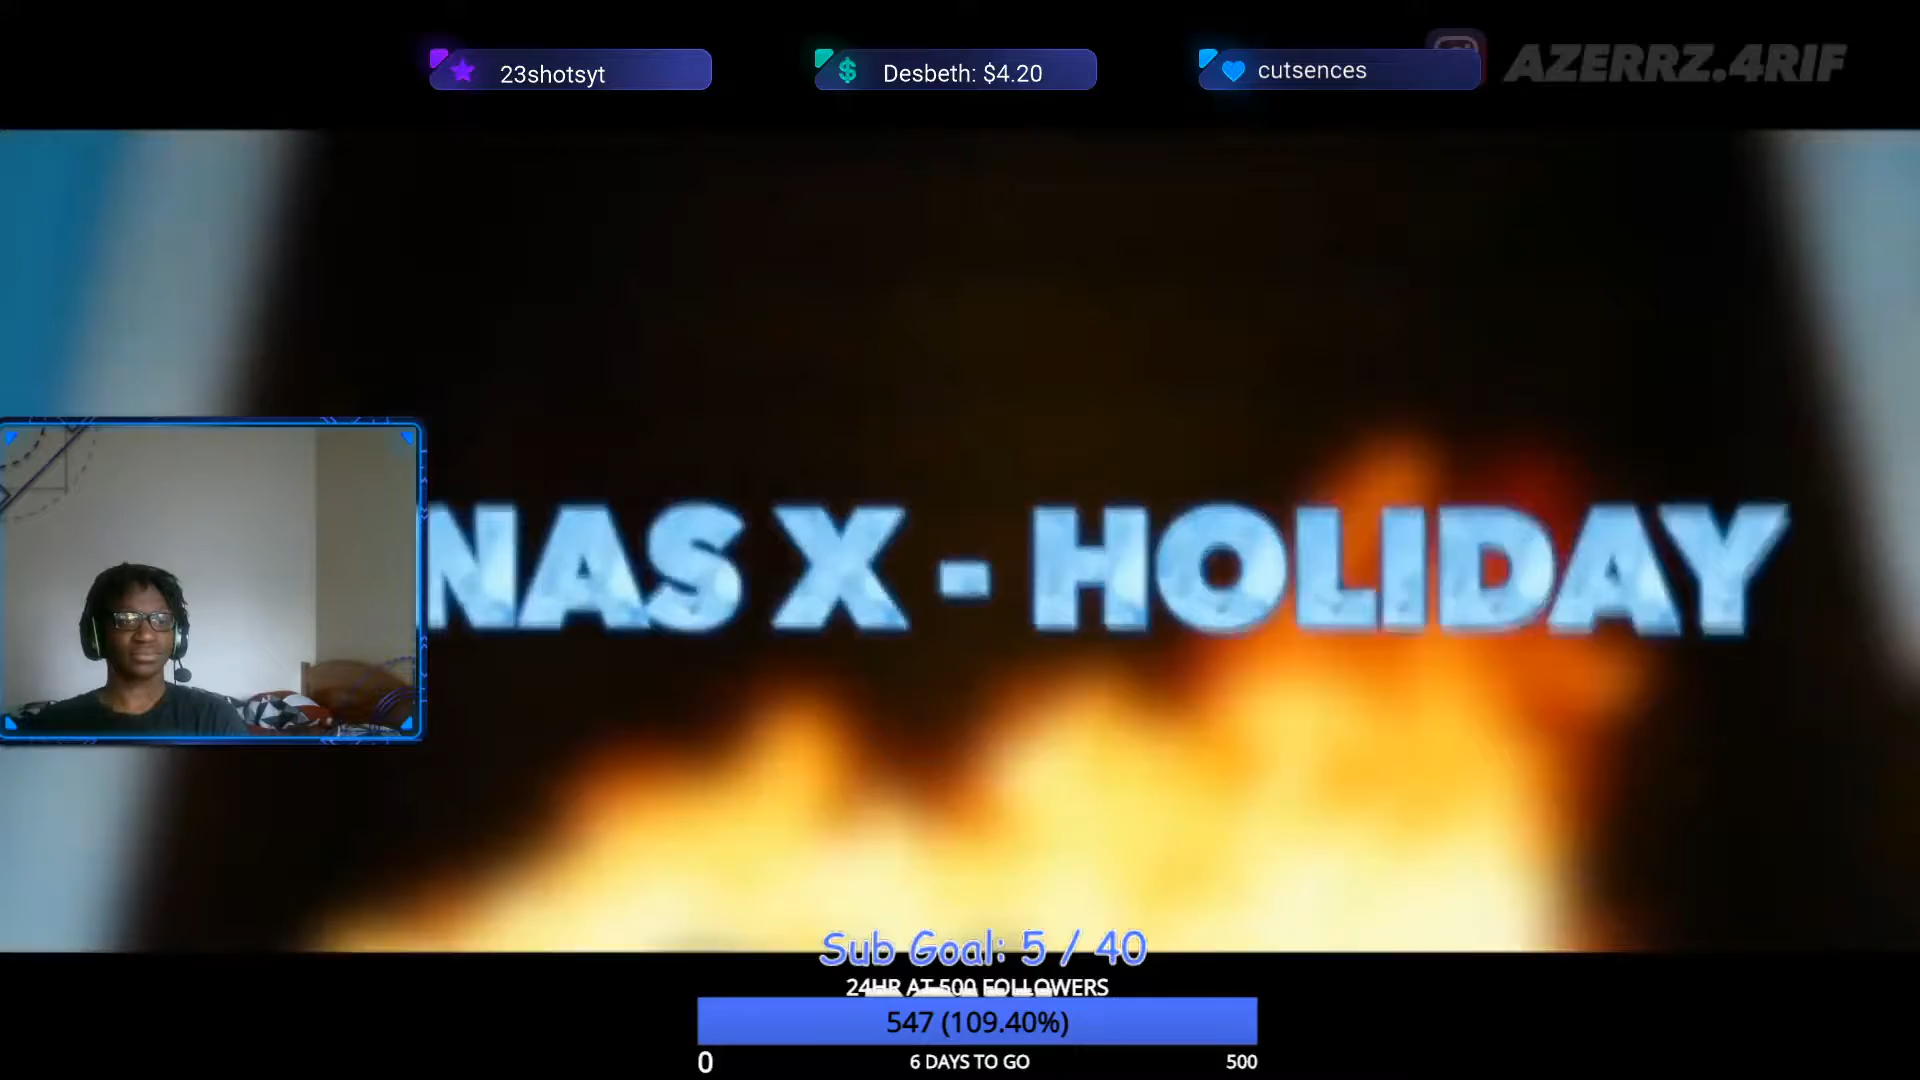 23shotsyt
Desbeth: $4.20
cutsences
AZERRZ.4RIF
NAS X - HOLIDAY
Sub Goal: 5 / 40
24HR AT 500 FOLLOWERS
547 (109.40%)
0
6 DAYS TO GO
500